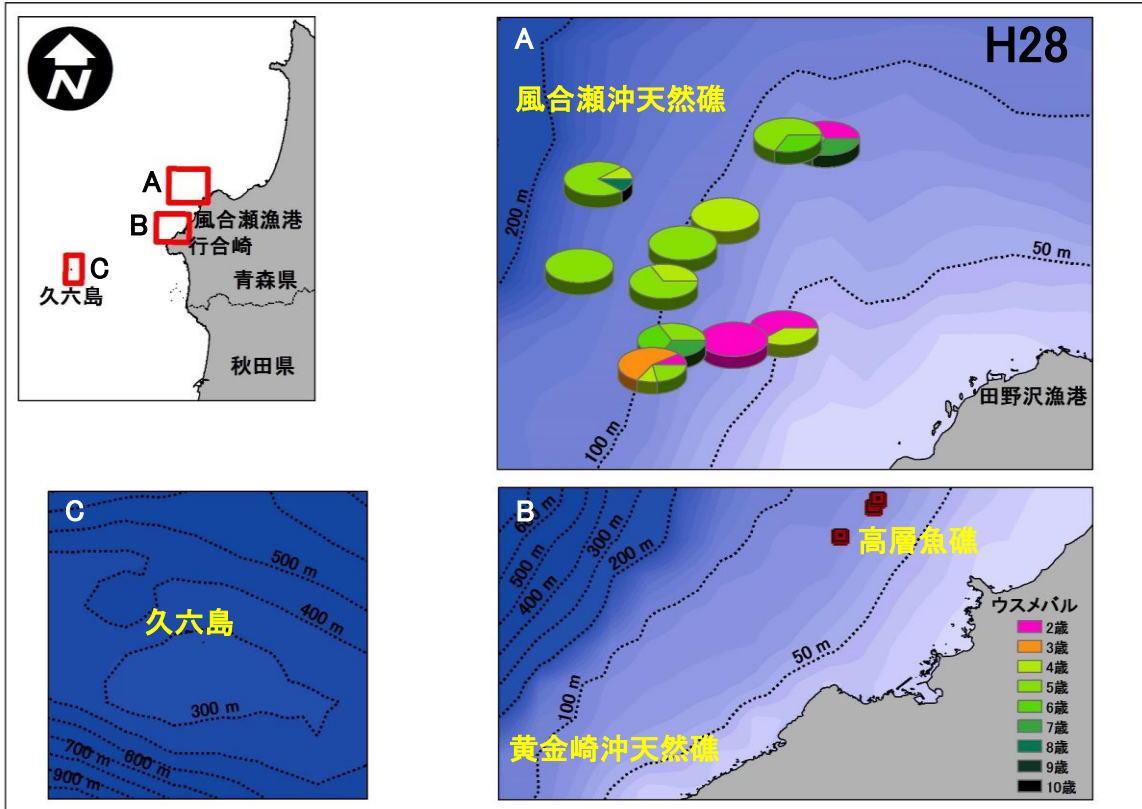 N
A
B
C
風合瀬漁港
行合崎
久六島
青森県
秋田県
A
H28
風合瀬沖天然礁
200 m
50 m
100 m
田野沢漁港
C
500 m
400 m
久六島
300 m
700 m
600 m
900 m
B
600 m
500 m
400 m
300 m
200 m
高層魚礁
50 m
100 m
黄金崎沖天然礁
ウスメバル
2歳
3歳
4歳
5歳
6歳
7歳
8歳
9歳
10歳